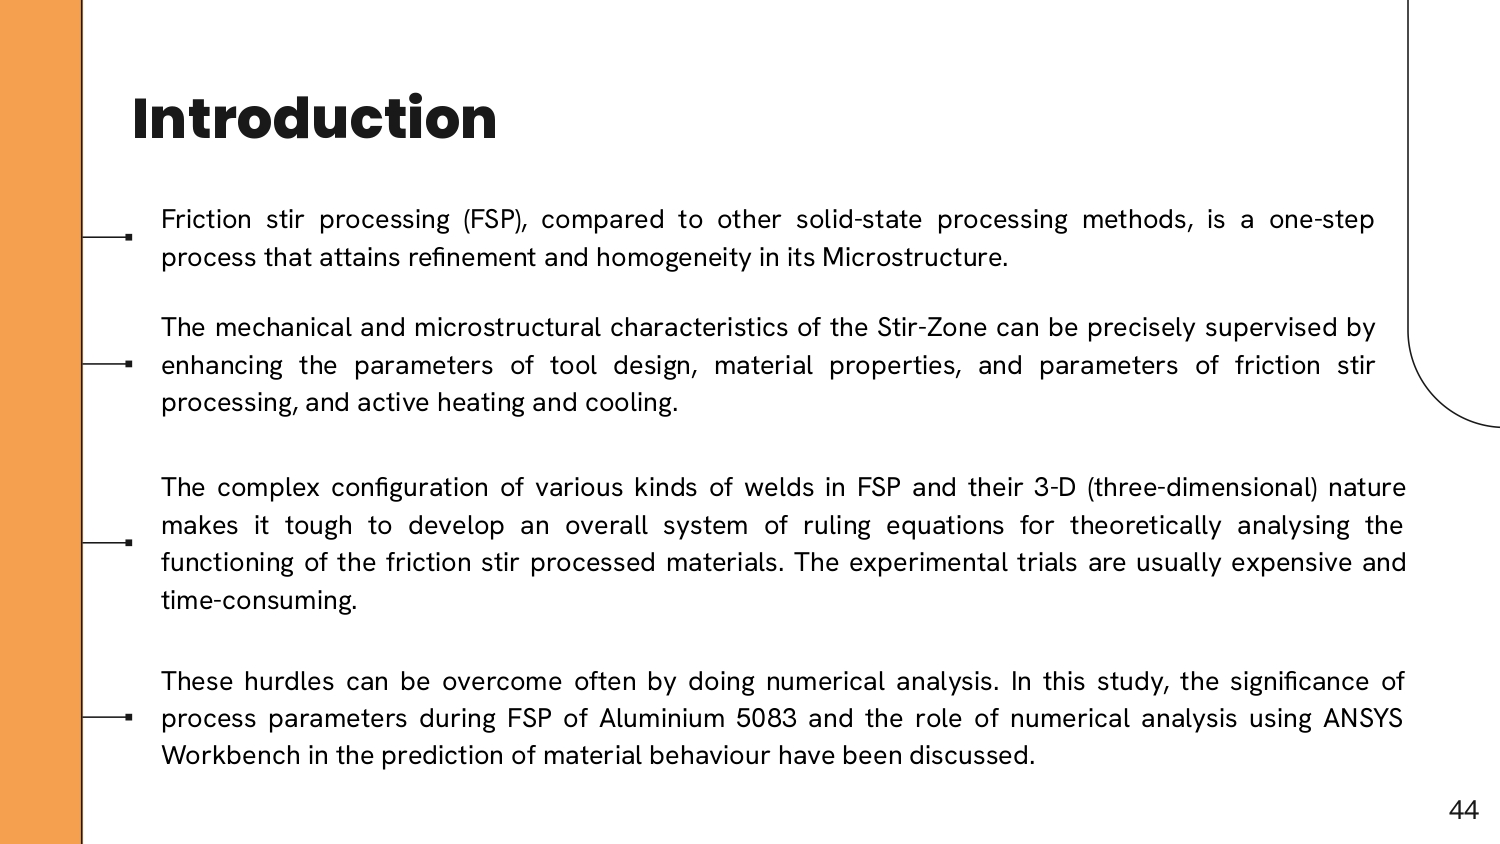 Introduction
Friction stir processing (FSP), compared to other solid-state processing methods, is a one-step
process that attains refinement and homogeneity in its Microstructure.
The mechanical and microstructural characteristics of the Stir-Zone can be precisely supervised by
enhancing the parameters of tool design, material properties, and parameters of friction stir
processing, and active heating and cooling.
The complex configuration of various kinds of welds in FSP and their 3-D (three-dimensional) nature
makes it tough to develop an overall system of ruling equations for theoretically analysing the
functioning of the friction stir processed materials. The experimental trials are usually expensive and
time-consuming.
These hurdles can be overcome often by doing numerical analysis. In this study, the significance of
process parameters during FSP of Aluminium 5083 and the role of numerical analysis using ANSYS
Workbench in the prediction of material behaviour have been discussed.
44